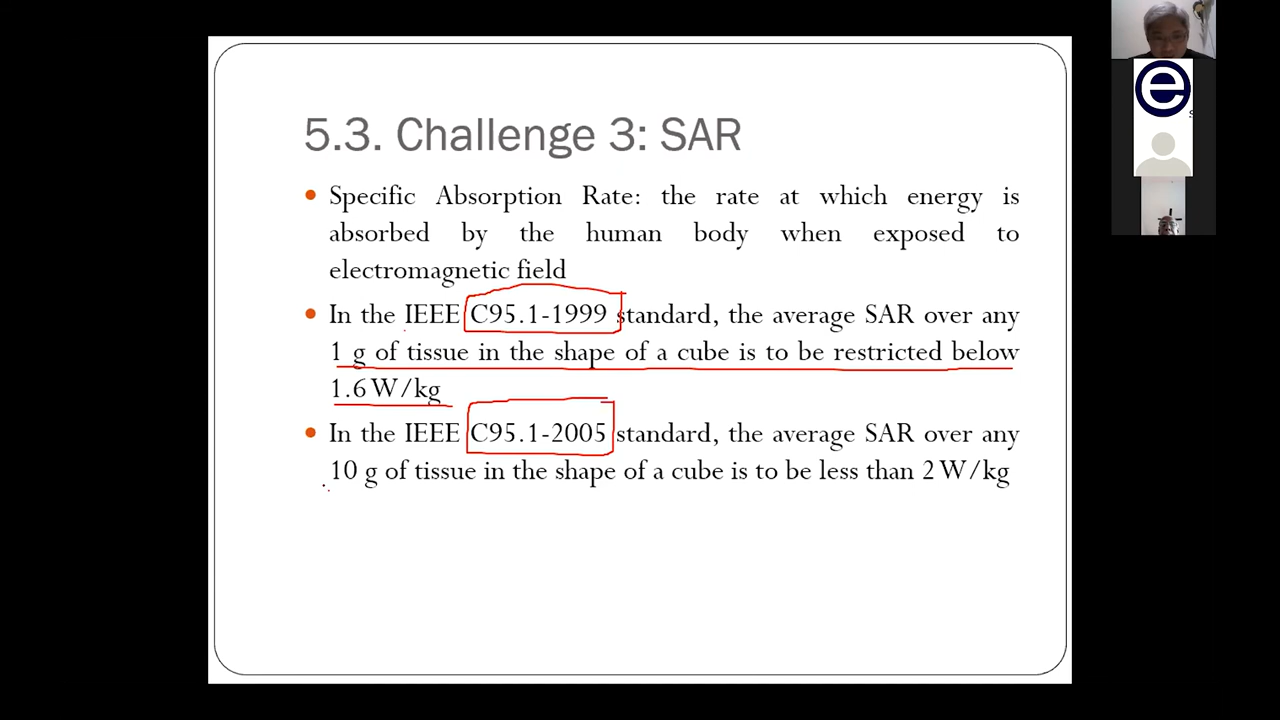 5.3. Challenge 3: SAR
Specific Absorption Rate: the rate at which energy is
absorbed by the human body when exposed to
electromagnetic field
In the IEEE C95.1-1999 standard, the average SAR over any
1 g of tissue in the shape of a cube is to be restricted below
1.6 W/kg
In the IEEE C95.1-2005 standard, the average SAR over any
10 g of tissue in the shape of a cube is to be less than 2 W/kg
e
s